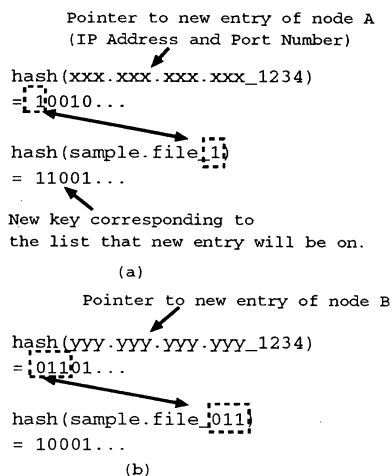 Pointer to new entry of node A
(IP Address and Port Number)
hash(xxx.xxx.xxx.xxx_1234)
= 10010...
hash(sample.file_1)
= 11001...
New key corresponding to
the list that new entry will be on.
(a)
Pointer to new entry of node B
hash(yyy.yyy.yyy.yyy_1234)
= 01101...
hash(sample.file_011)
= 10001...
(b)